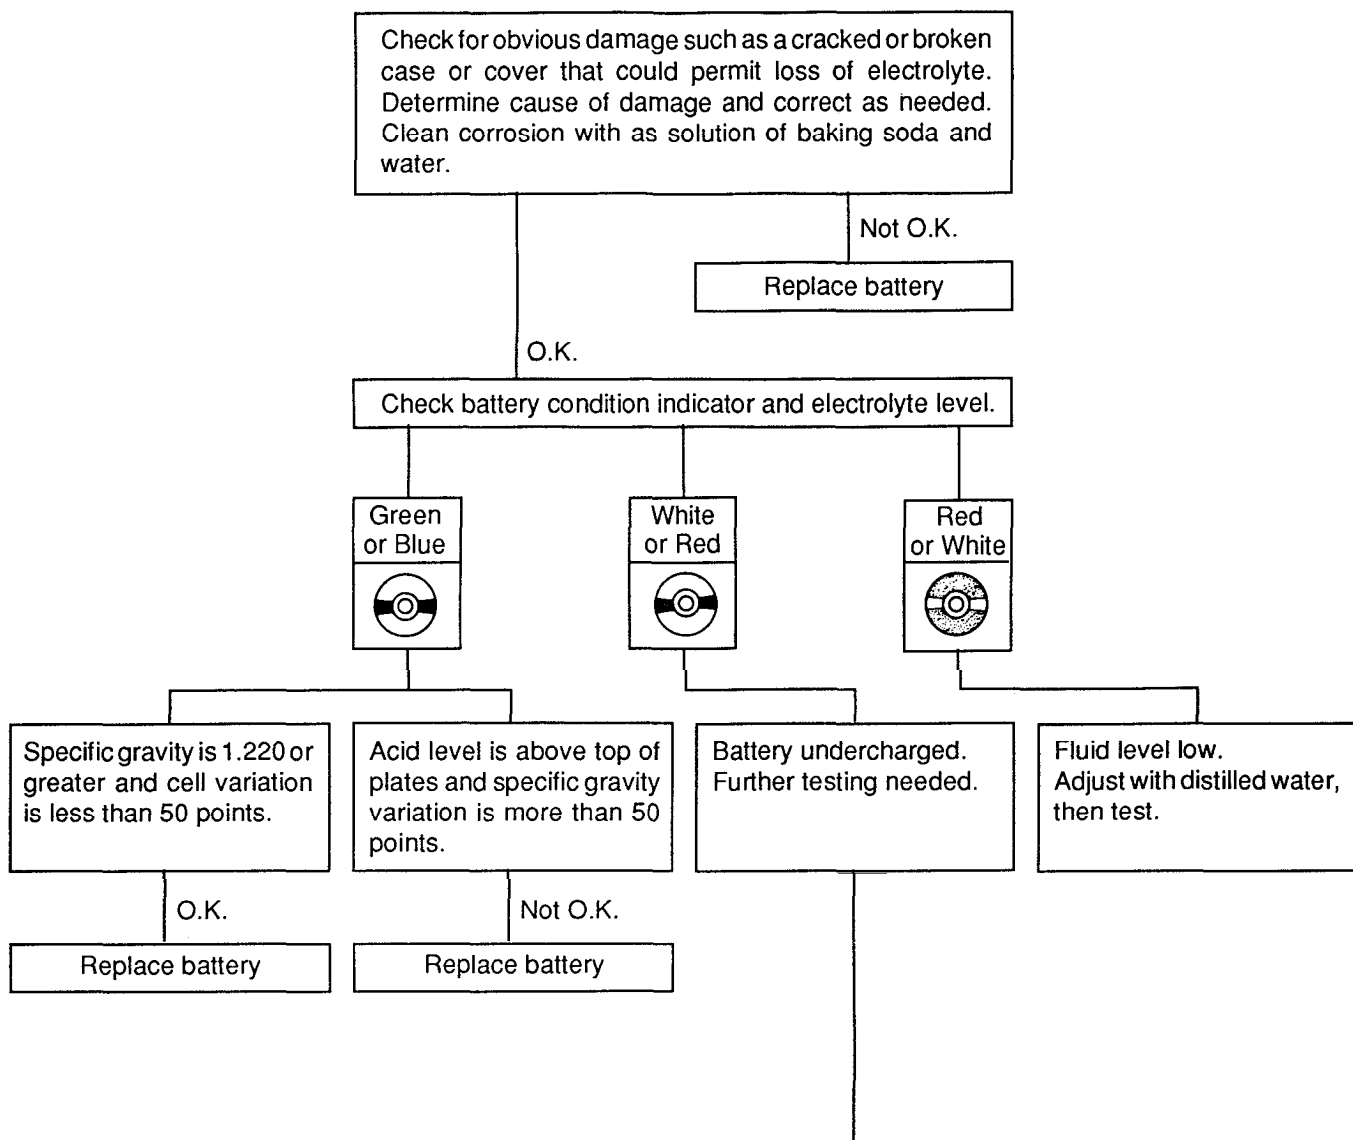 Check for obvious damage such as a cracked or broken
case or cover that could permit loss of electrolyte.
Determine cause of damage and correct as needed.
Clean corrosion with as solution of baking soda and
water.
Not O.K.
Replace battery
O.K.
Check battery condition indicator and electrolyte level.
Green
or Blue
White
or Red
Red
or White
Specific gravity is 1.220 or
greater and cell variation
is less than 50 points.
Acid level is above top of
plates and specific gravity
variation is more than 50
points.
Battery undercharged.
Further testing needed.
Fluid level low.
Adjust with distilled water,
then test.
O.K.
Replace battery
Not O.K.
Replace battery